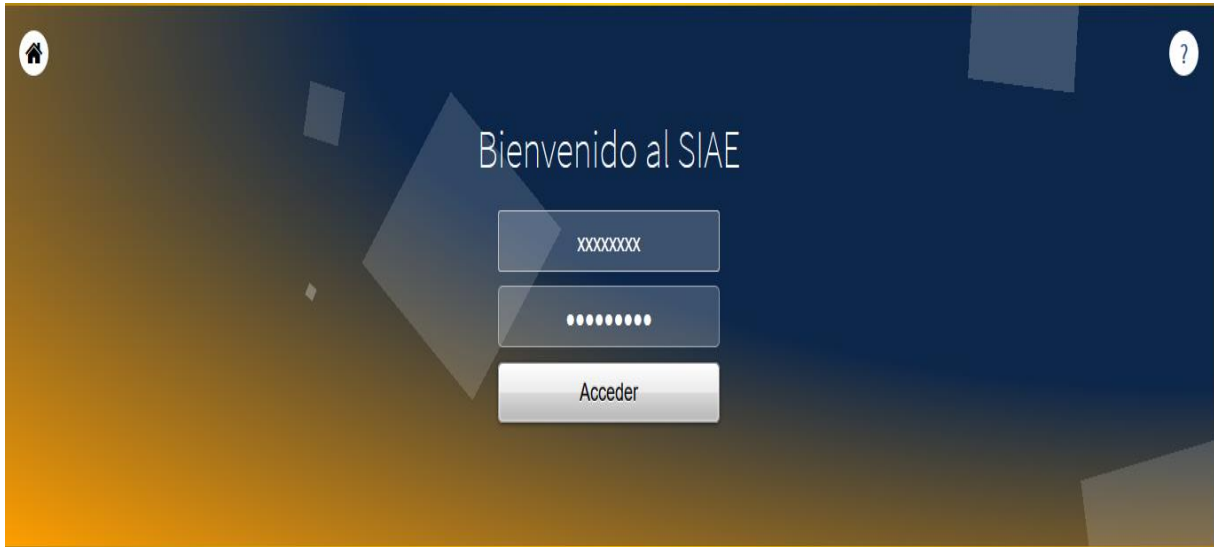 ?
Bienvenido al SIAE
xxxxxxxx
•••••••••
Acceder